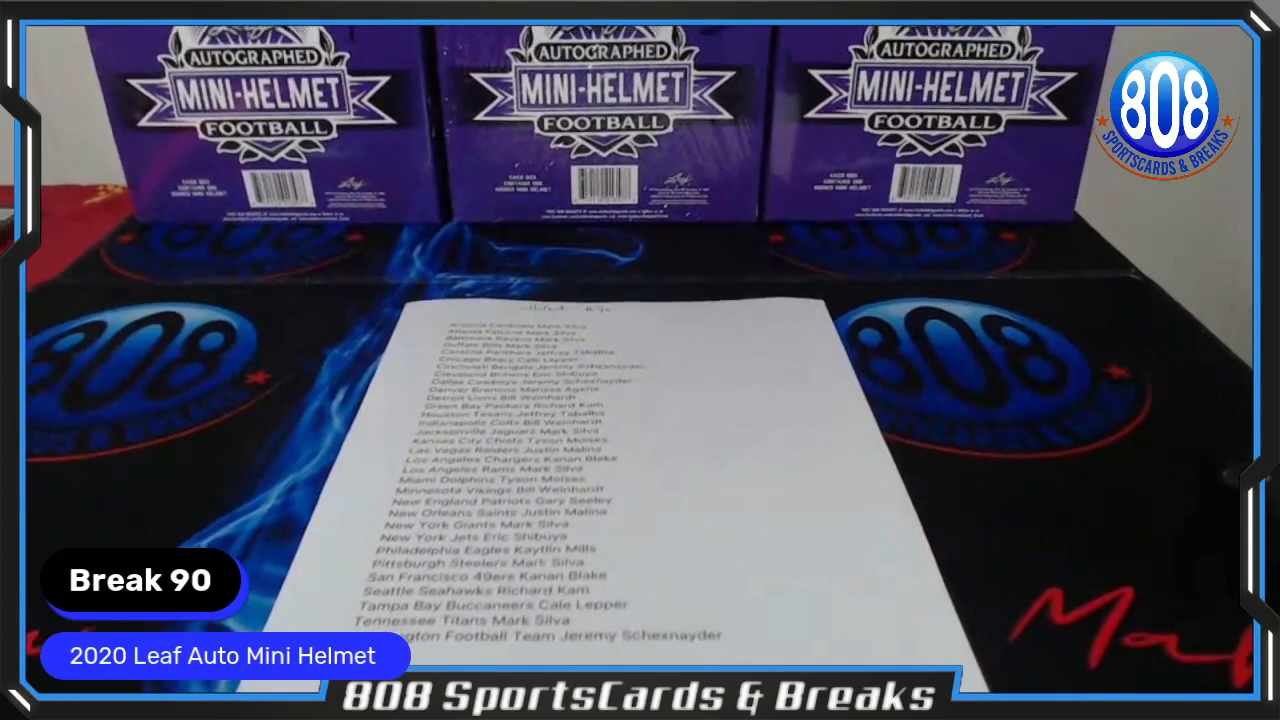 AUTOGRAPHED
MINI-HELMET
FOOTBALL
AUTOGRAPHED
MINI-HELMET
FOOTBALL
AUTOGRAPHED
MINI-HELMET
FOOTBALL
808
SPORTSCARDS & BREAKS
808
808
Arizona Cardinals Mark Silva
Atlanta Falcons Mark Silva
Baltimore Ravens Mark Silva
Buffalo Bills Mark Silva
Carolina Panthers Jeffrey Tabalba
Chicago Bears Cale Lepper
Cincinnati Bengals Jeremy Schexnayder
Cleveland Browns Eric Shibuya
Dallas Cowboys Jeremy Schexnayder
Denver Broncos Marissa Agena
Detroit Lions Bill Weinhardt
Green Bay Packers Richard Kam
Houston Texans Jeffrey Tabalba
Indianapolis Colts Bill Weinhardt
Jacksonville Jaguars Mark Silva
Kansas City Chiefs Tyson Moises
Las Vegas Raiders Justin Malina
Los Angeles Chargers Kanan Blake
Los Angeles Rams Mark Silva
Miami Dolphins Tyson Moises
Minnesota Vikings Bill Weinhardt
New England Patriots Gary Seeley
New Orleans Saints Justin Malina
New York Giants Mark Silva
New York Jets Eric Shibuya
Philadelphia Eagles Kaytlin Mills
Pittsburgh Steelers Mark Silva
San Francisco 49ers Kanan Blake
Seattle Seahawks Richard Kam
Tampa Bay Buccaneers Cale Lepper
Tennessee Titans Mark Silva
ngton Football Team Jeremy Schexnayder
Break 90
2020 Leaf Auto Mini Helmet
808 SportsCards & Breaks